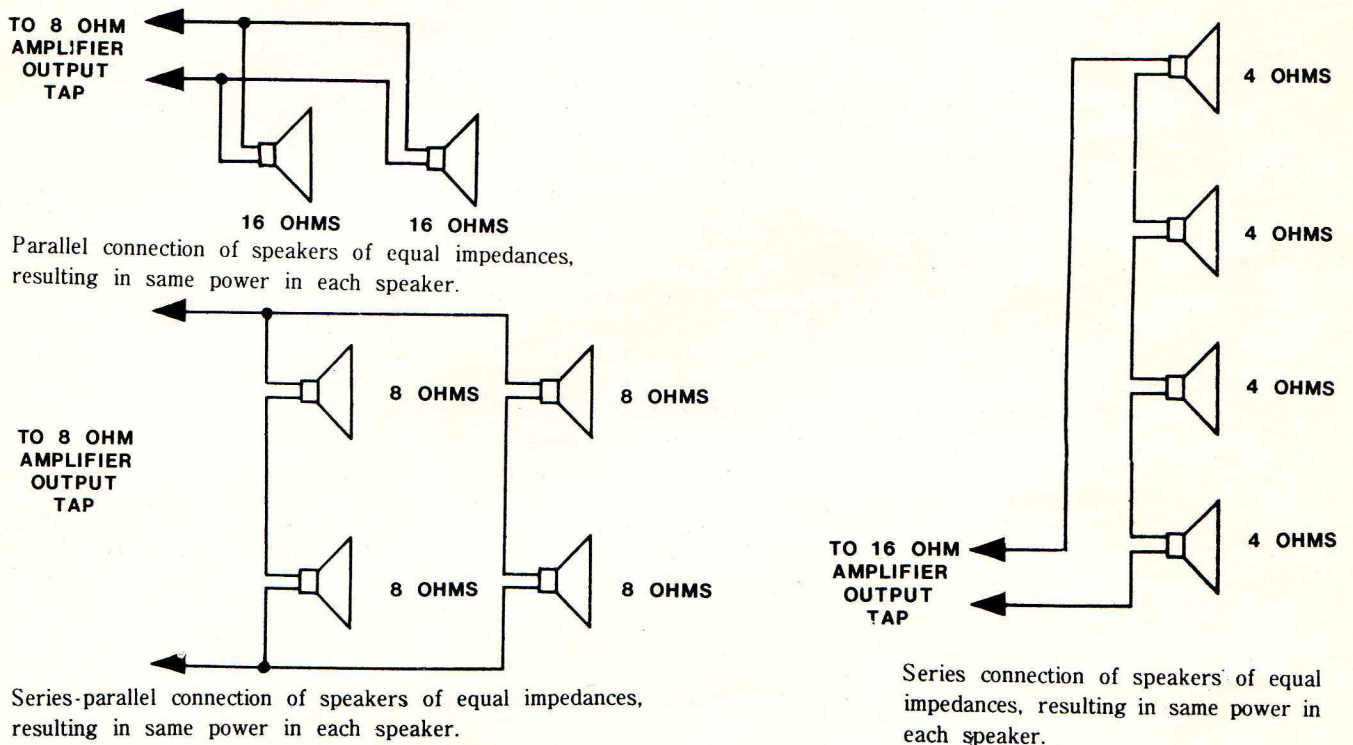 TO 8 OHM
AMPLIFIER
OUTPUT
TAP
16 OHMS
16 OHMS
Parallel connection of speakers of equal impedances,
resulting in same power in each speaker.
TO 8 OHM
AMPLIFIER
OUTPUT
TAP
8 OHMS
8 OHMS
8 OHMS
8 OHMS
Series-parallel connection of speakers of equal impedances,
resulting in same power in each speaker.
4 OHMS
4 OHMS
4 OHMS
4 OHMS
TO 16 OHM
AMPLIFIER
OUTPUT
TAP
Series connection of speakers of equal
impedances, resulting in same power in
each speaker.